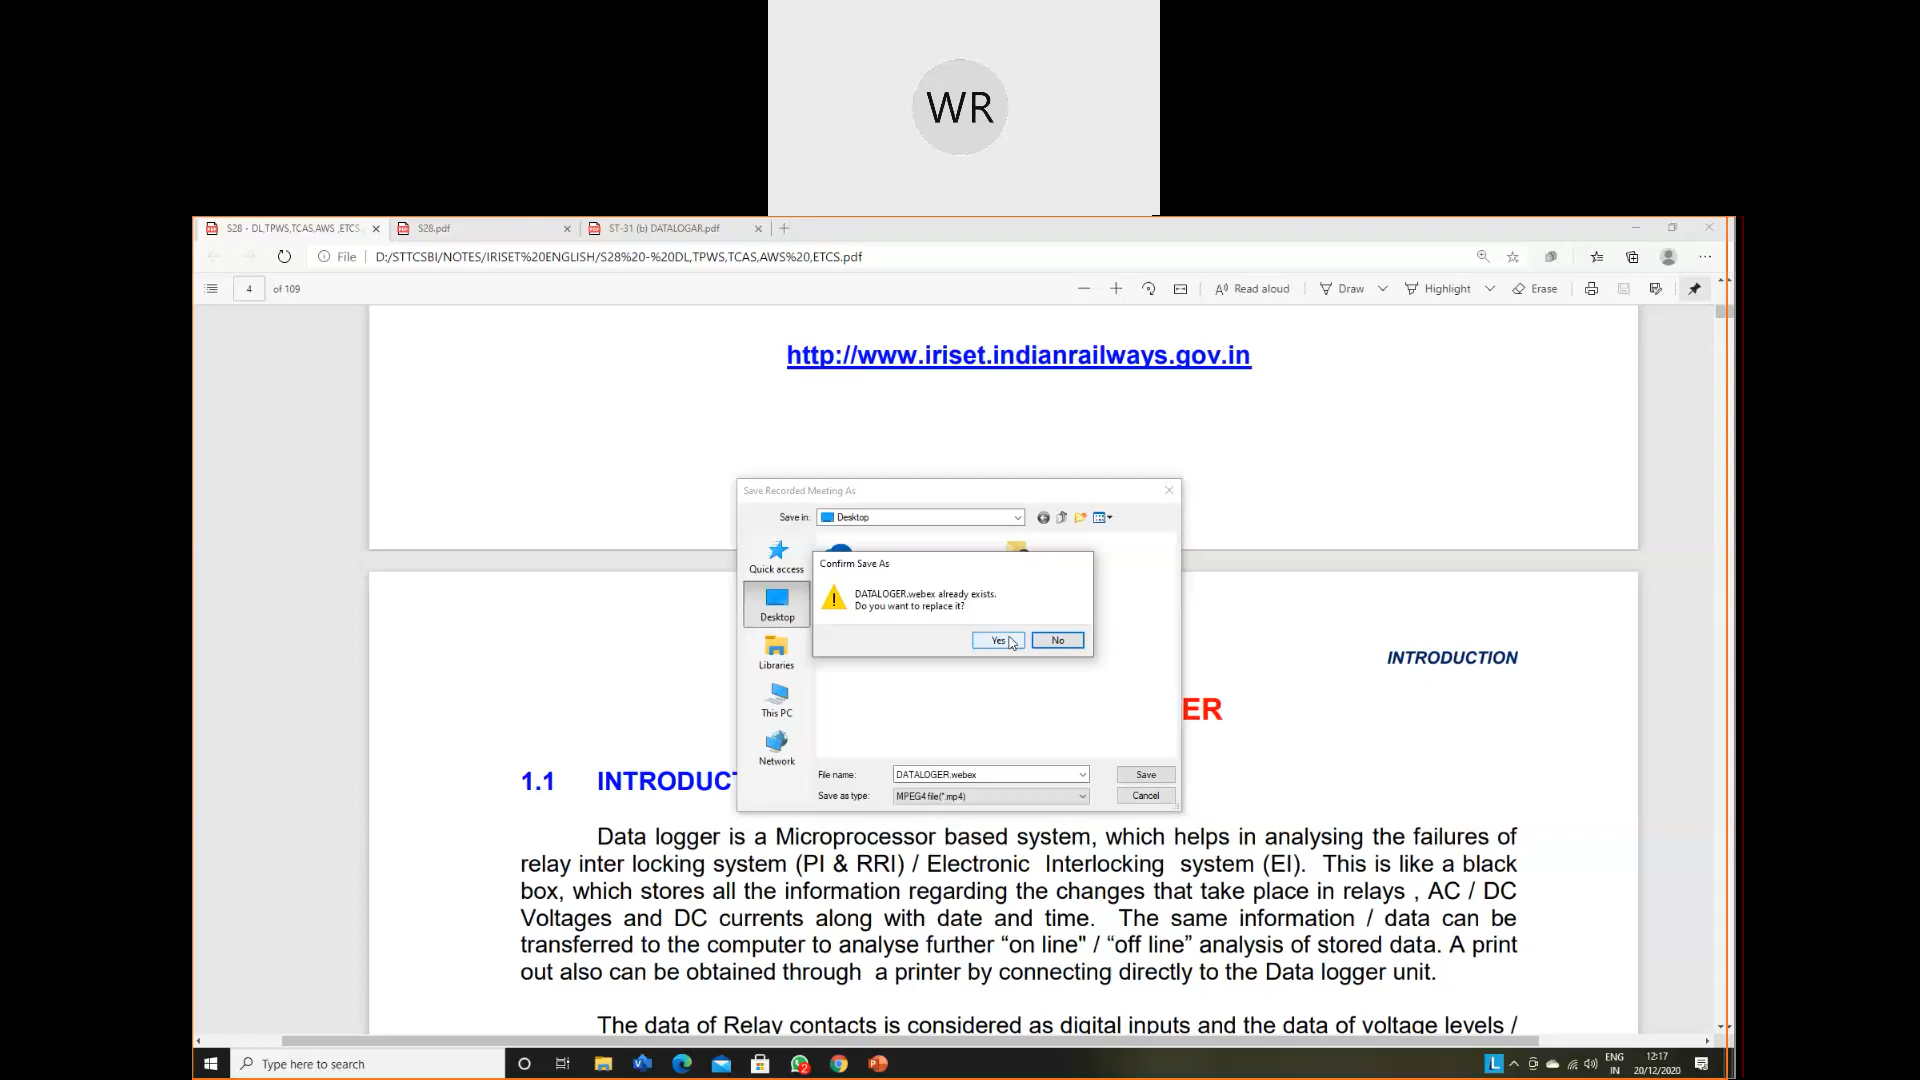 WR
S28 - DL,TPWS,TCAS,AWS ,ETCS.
S28.pdf
ST-31 (b) DATALOGAR.pdf
File
D:/STTCSBI/NOTES/IRISET%20ENGLISH/S28%20-%20DL,TPWS,TCAS,AWS%20,ETCS.pdf
4
of 109
Read aloud
Draw
Highlight
Erase
http://www.iriset.indianrailways.gov.in
Save Recorded Meeting As
Save in:
Desktop
Quick access
Desktop
Libraries
This PC
Network
Confirm Save As
DATALOGER.webex already exists.
Do you want to replace it?
Yes
No
File name:
DATALOGER.webex
Save
Save as type:
MPEG4 file(*.mp4)
Cancel
INTRODUCTION
ER
1.1 INTRODUCT
Data logger is a Microprocessor based system, which helps in analysing the failures of
relay inter locking system (PI & RRI) / Electronic Interlocking system (EI). This is like a black
box, which stores all the information regarding the changes that take place in relays , AC / DC
Voltages and DC currents along with date and time. The same information / data can be
transferred to the computer to analyse further “on line" / “off line” analysis of stored data. A print
out also can be obtained through a printer by connecting directly to the Data logger unit.
The data of Relay contacts is considered as digital inputs and the data of voltage levels /
Type here to search
2
L
ENG
IN
12:17
20/12/2020